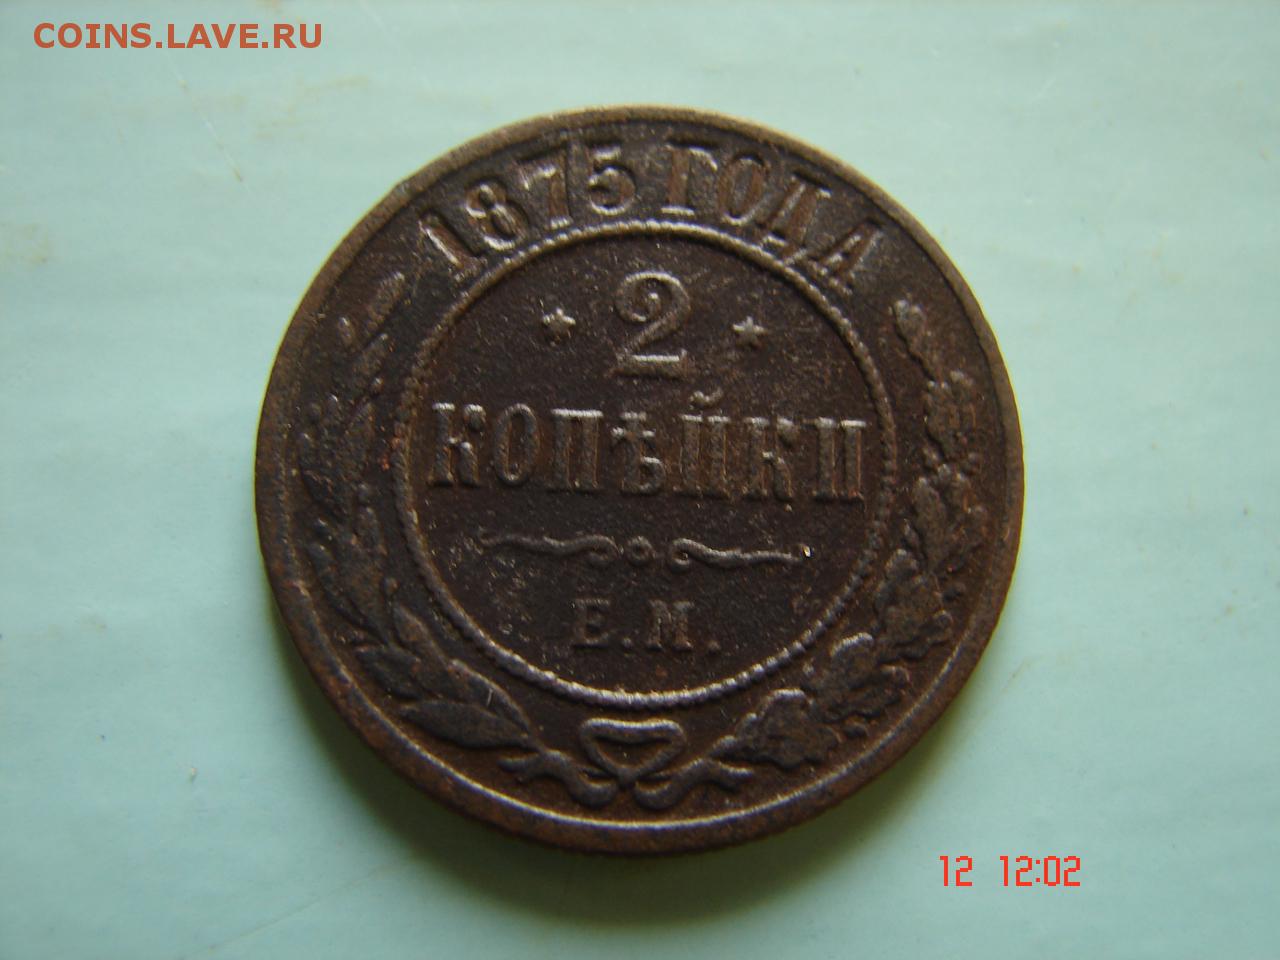 COINS.LAVE.RU
1875 ГОДА
2
КОПѢЙКИ
Е.М.
12 12:02